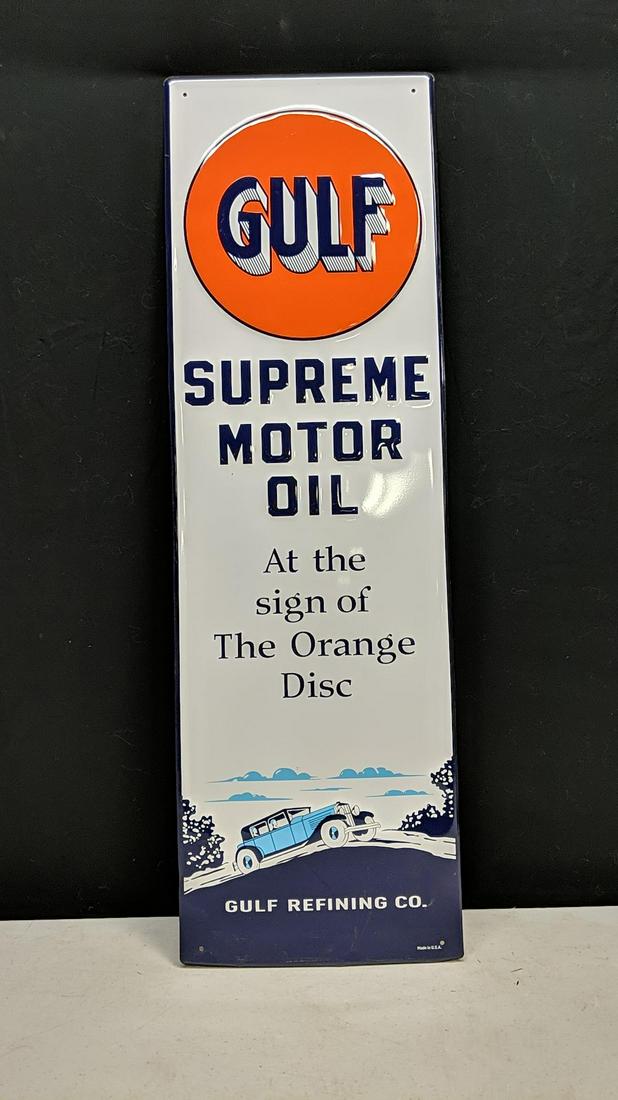 GULF
SUPREME
MOTOR
OIL
At the
sign of
The Orange
Disc
GULF REFINING CO.
Made in U.S.A.